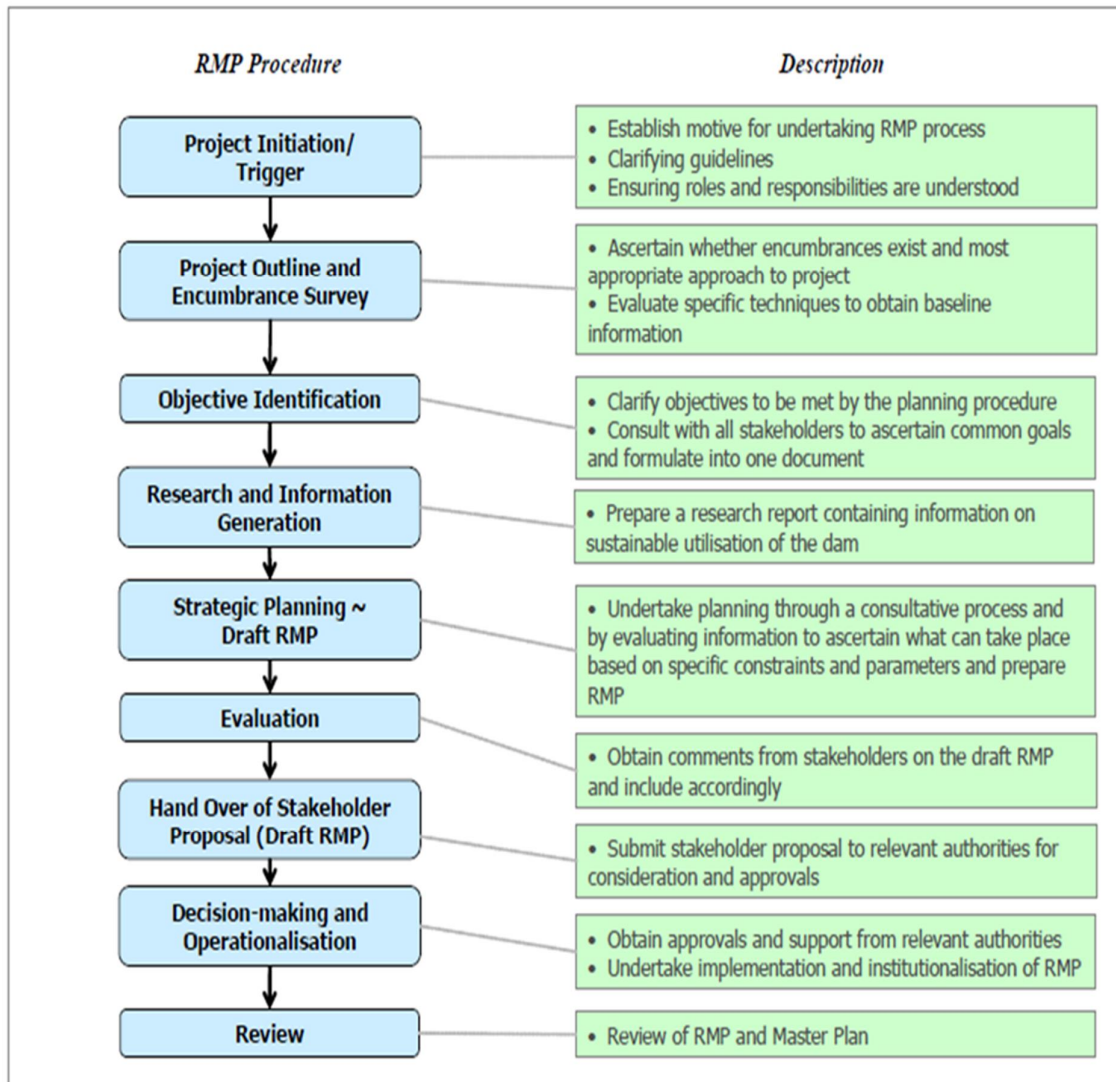 RMP Procedure
Description
Project Initiation/
Trigger
• Establish motive for undertaking RMP process
• Clarifying guidelines
• Ensuring roles and responsibilities are understood
Project Outline and
Encumbrance Survey
• Ascertain whether encumbrances exist and most
appropriate approach to project
• Evaluate specific techniques to obtain baseline
information
Objective Identification
• Clarify objectives to be met by the planning procedure
• Consult with all stakeholders to ascertain common goals
and formulate into one document
Research and Information
Generation
• Prepare a research report containing information on
sustainable utilisation of the dam
Strategic Planning ~
Draft RMP
• Undertake planning through a consultative process and
by evaluating information to ascertain what can take place
based on specific constraints and parameters and prepare
RMP
Evaluation
• Obtain comments from stakeholders on the draft RMP
and include accordingly
Hand Over of Stakeholder
Proposal (Draft RMP)
• Submit stakeholder proposal to relevant authorities for
consideration and approvals
Decision-making and
Operationalisation
• Obtain approvals and support from relevant authorities
• Undertake implementation and institutionalisation of RMP
Review
• Review of RMP and Master Plan